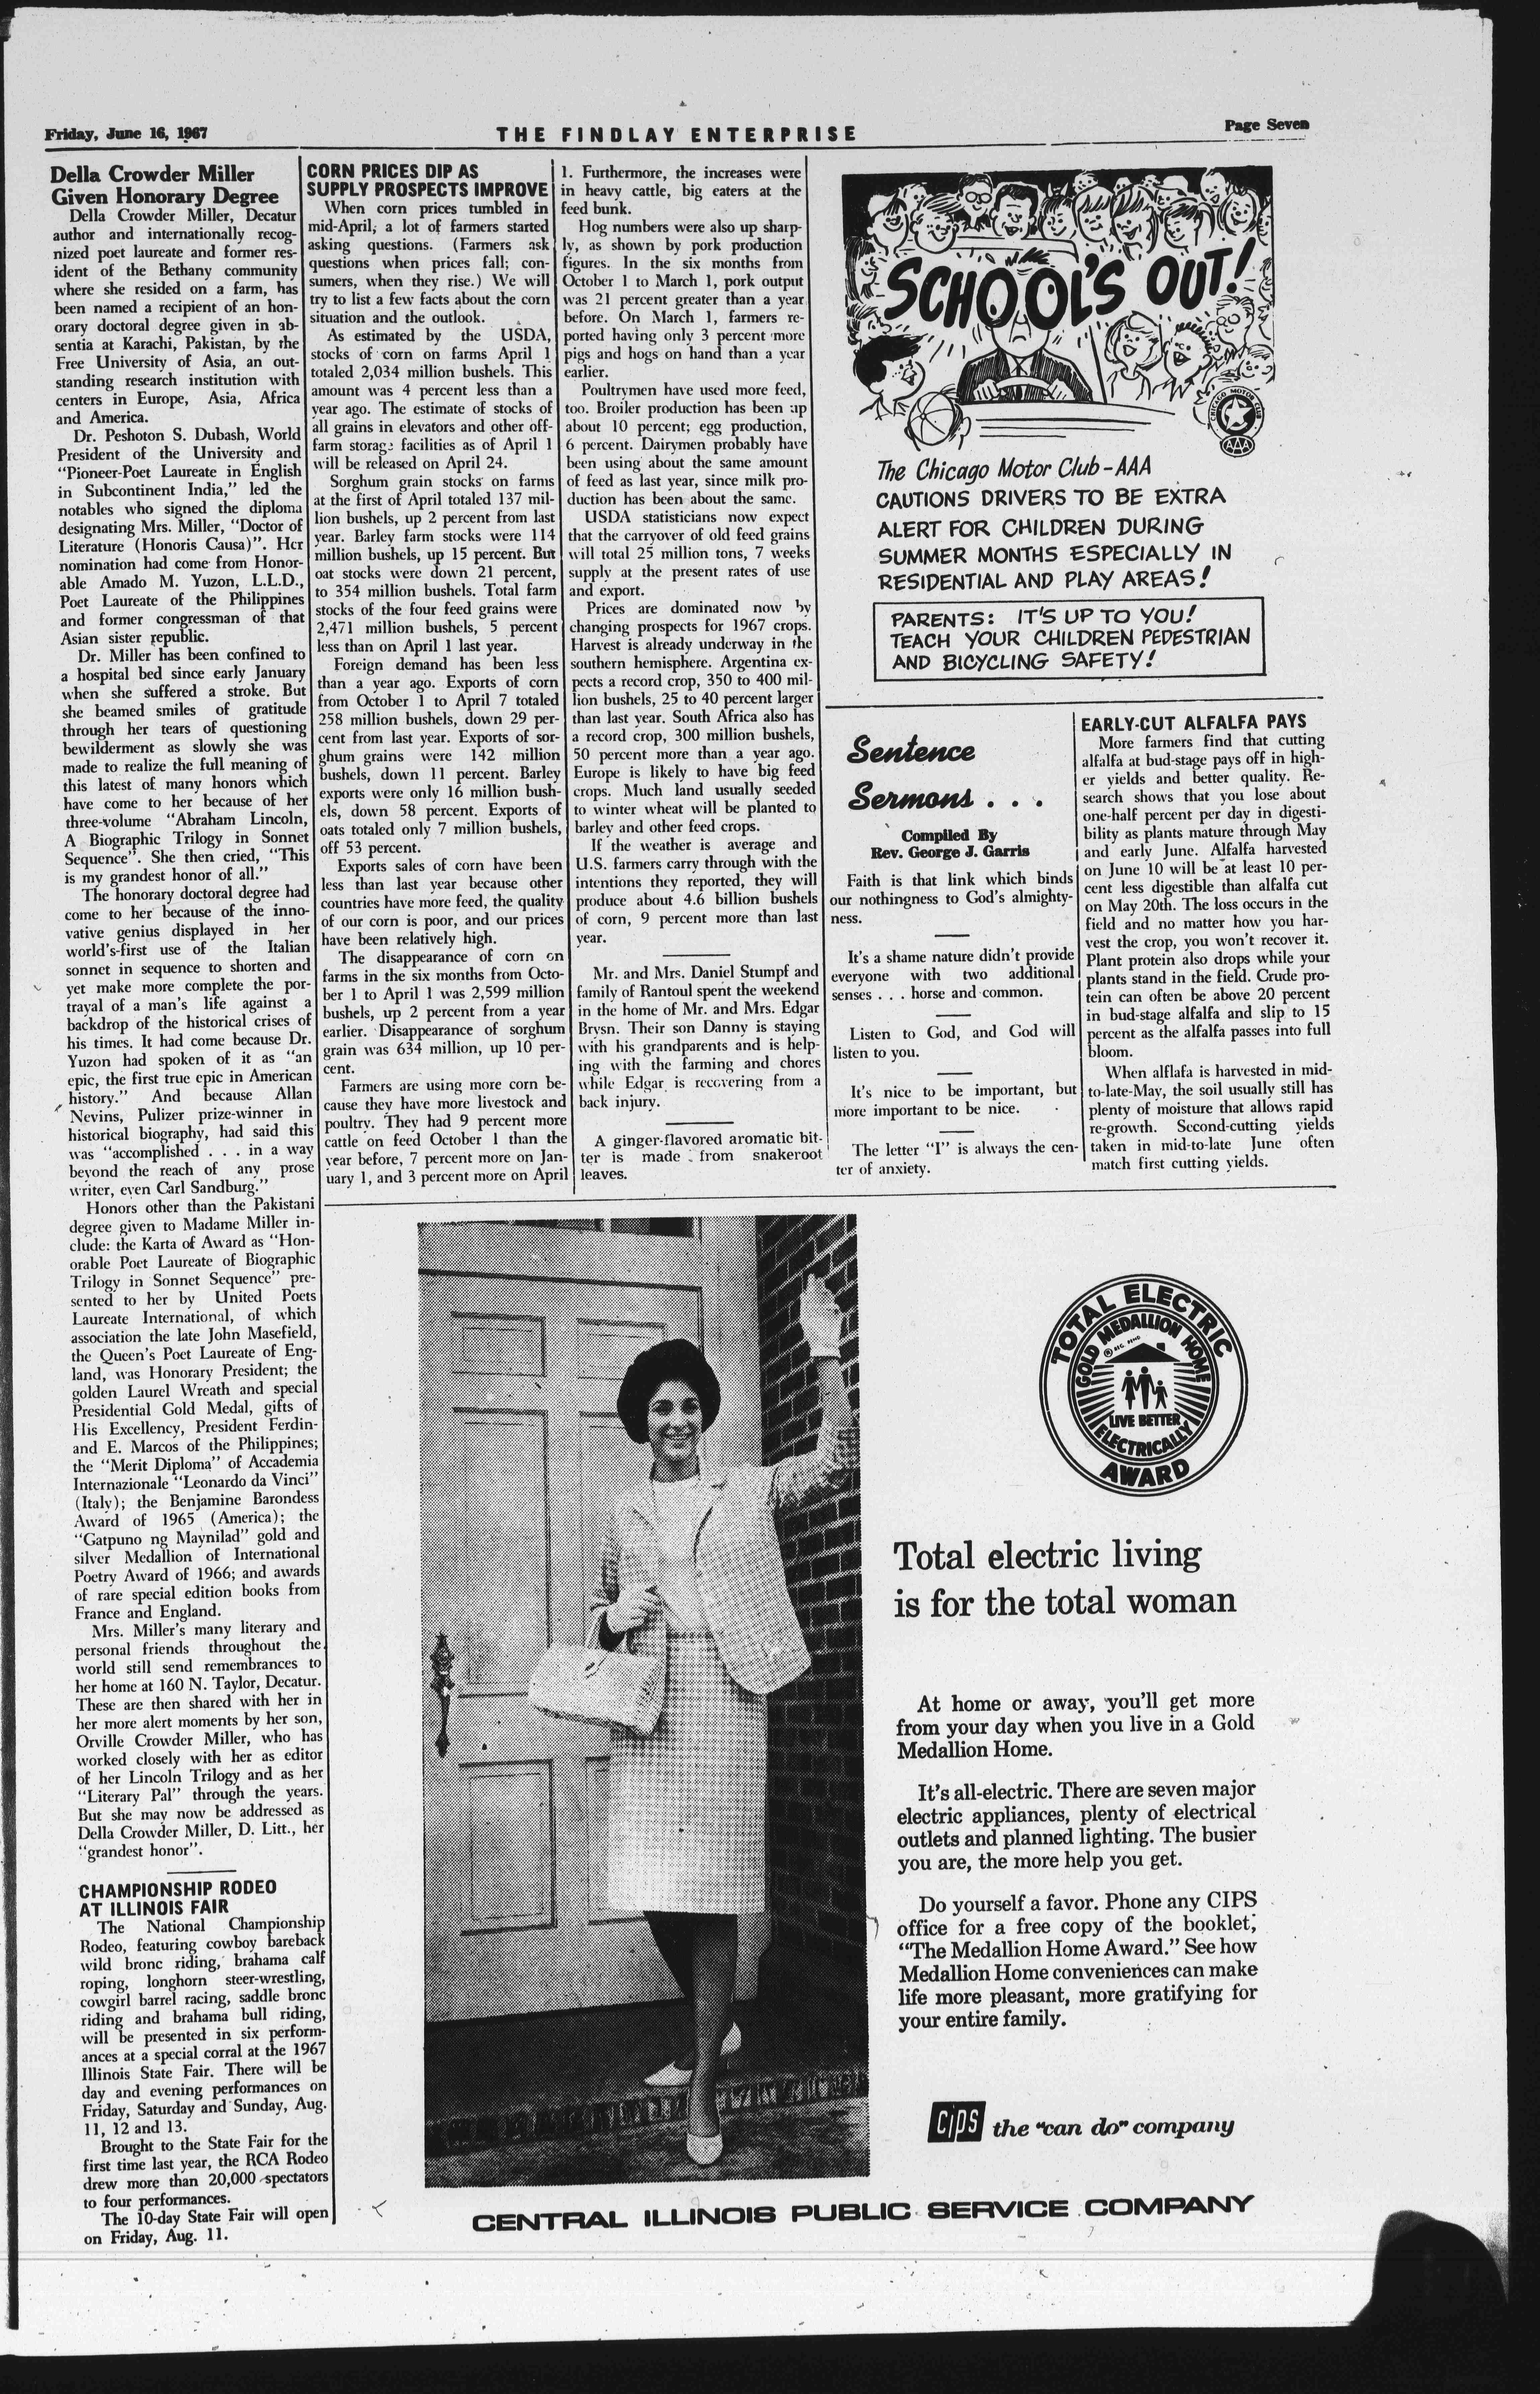 Friday, June 16, 1967
THE FINDLAY ENTERPRISE
Page Seven
Della Crowder Miller
Given Honorary Degree
Della Crowder Miller, Decatur
author and internationally recog-
nized poet laureate and former res-
ident of the Bethany community
where she resided on a farm, has
been named a recipient of an hon-
orary doctoral degree given in ab-
sentia at Karachi, Pakistan, by the
Free University of Asia, an out-
standing research institution with
centers in Europe, Asia, Africa
and America.
Dr. Peshoton S. Dubash, World
President of the University and
"Pioneer-Poet Laureate in English
in Subcontinent India," led the
notables who signed the diploma
designating Mrs. Miller, "Doctor of
Literature (Honoris Causa)". Her
nomination had come from Honor-
able Amado M. Yuzon, L.L.D.,
Poet Laureate of the Philippines
and former congressman of that
Asian sister republic.
Dr. Miller has been confined to
a hospital bed since early January
when she suffered a stroke. But
she beamed smiles of gratitude
through her tears of questioning
bewilderment as slowly she was
made to realize the full meaning of
this latest of many honors which
have come to her because of her
three-volume "Abraham Lincoln,
A Biographic Trilogy in Sonnet
Sequence". She then cried, "This
is my grandest honor of all."
The honorary doctoral degree had
come to her because of the inno-
vative genius displayed in her
world's-first use of the Italian
sonnet in sequence to shorten and
yet make more complete the por-
trayal of a man's life against a
backdrop of the historical crises of
his times. It had come because Dr.
Yuzon had spoken of it as "an
epic, the first true epic in American
history." And because Allan
Nevins, Pulizer prize-winner in
historical biography, had said this
was "accomplished . . . in a way
beyond the reach of any prose
writer, even Carl Sandburg."
Honors other than the Pakistani
degree given to Madame Miller in-
clude: the Karta of Award as "Hon-
orable Poet Laureate of Biographic
Trilogy in Sonnet Sequence" pre-
sented to her by United Poets
Laureate International, of which
association the late John Masefield,
the Queen's Poet Laureate of Eng-
land, was Honorary President; the
golden Laurel Wreath and special
Presidential Gold Medal, gifts of
His Excellency, President Ferdin-
and E. Marcos of the Philippines;
the "Merit Diploma" of Accademia
Internazionale "Leonardo da Vinci"
(Italy); the Benjamine Barondess
Award of 1965 (America); the
"Gatpuno ng Maynilad" gold and
silver Medallion of International
Poetry Award of 1966; and awards
of rare special edition books from
France and England.
Mrs. Miller's many literary and
personal friends throughout the
world still send remembrances to
her home at 160 N. Taylor, Decatur.
These are then shared with her in
her more alert moments by her son,
Orville Crowder Miller, who has
worked closely with her as editor
of her Lincoln Trilogy and as her
"Literary Pal" through the years.
But she may now be addressed as
Della Crowder Miller, D. Litt., her
"grandest honor".
CHAMPIONSHIP RODEO
AT ILLINOIS FAIR
The National Championship
Rodeo, featuring cowboy bareback
wild bronc riding, brahama calf
roping, longhorn steer-wrestling,
cowgirl barrel racing, saddle bronc
riding and brahama bull riding,
will be presented in six perform-
ances at a special corral at the 1967
Illinois State Fair. There will be
day and evening performances on
Friday, Saturday and Sunday, Aug.
11, 12 and 13.
Brought to the State Fair for the
first time last year, the RCA Rodeo
drew more than 20,000 spectators
to four performances.
The 10-day State Fair will open
on Friday, Aug. 11.
CORN PRICES DIP AS
SUPPLY PROSPECTS IMPROVE
When corn prices tumbled in
mid-April, a lot of farmers started
asking questions. (Farmers ask
questions when prices fall; con-
sumers, when they rise.) We will
try to list a few facts about the corn
situation and the outlook.
As estimated by the USDA,
stocks of corn on farms April 1
totaled 2,034 million bushels. This
amount was 4 percent less than a
year ago. The estimate of stocks of
all grains in elevators and other off-
farm storage facilities as of April 1
will be released on April 24.
Sorghum grain stocks on farms
at the first of April totaled 137 mil-
lion bushels, up 2 percent from last
year. Barley farm stocks were 114
million bushels, up 15 percent. But
oat stocks were down 21 percent,
to 354 million bushels. Total farm
stocks of the four feed grains were
2,471 million bushels, 5 percent
less than on April 1 last year.
Foreign demand has been less
than a year ago. Exports of corn
from October 1 to April 7 totaled
258 million bushels, down 29 per-
cent from last year. Exports of sor-
ghum grains were 142 million
bushels, down 11 percent. Barley
exports were only 16 million bush-
els, down 58 percent. Exports of
oats totaled only 7 million bushels,
off 53 percent.
Exports sales of corn have been
less than last year because other
countries have more feed, the quality
of our corn is poor, and our prices
have been relatively high.
The disappearance of corn on
farms in the six months from Octo-
ber 1 to April 1 was 2,599 million
bushels, up 2 percent from a year
earlier. Disappearance of sorghum
grain was 634 million, up 10 per-
cent.
Farmers are using more corn be-
cause they have more livestock and
poultry. They had 9 percent more
cattle on feed October 1 than the
year before, 7 percent more on Jan-
uary 1, and 3 percent more on April
1. Furthermore, the increases were
in heavy cattle, big eaters at the
feed bunk.
Hog numbers were also up sharp-
ly, as shown by pork production
figures. In the six months from
October 1 to March 1, pork output
was 21 percent greater than a year
before. On March 1, farmers re-
ported having only 3 percent more
pigs and hogs on hand than a year
earlier.
Poultrymen have used more feed,
too. Broiler production has been up
about 10 percent; egg production,
6 percent. Dairymen probably have
been using about the same amount
of feed as last year, since milk pro-
duction has been about the same.
USDA statisticians now expect
that the carryover of old feed grains
will total 25 million tons, 7 weeks
supply at the present rates of use
and export.
Prices are dominated now by
changing prospects for 1967 crops.
Harvest is already underway in the
southern hemisphere. Argentina ex-
pects a record crop, 350 to 400 mil-
lion bushels, 25 to 40 percent larger
than last year. South Africa also has
a record crop, 300 million bushels,
50 percent more than a year ago.
Europe is likely to have big feed
crops. Much land usually seeded
to winter wheat will be planted to
barley and other feed crops.
If the weather is average and
U.S. farmers carry through with the
intentions they reported, they will
produce about 4.6 billion bushels
of corn, 9 percent more than last
year.
Mr. and Mrs. Daniel Stumpf and
family of Rantoul spent the weekend
in the home of Mr. and Mrs. Edgar
Brysn. Their son Danny is staying
with his grandparents and is help-
ing with the farming and chores
while Edgar is recovering from a
back injury.
A ginger-flavored aromatic bit-
ter is made from snakeroot
leaves.
SCHOOL'S OUT!
CHICAGO MOTOR CLUB
AAA
The Chicago Motor Club-AAA
CAUTIONS DRIVERS TO BE EXTRA
ALERT FOR CHILDREN DURING
SUMMER MONTHS ESPECIALLY IN
RESIDENTIAL AND PLAY AREAS!
PARENTS: IT'S UP TO YOU!
TEACH YOUR CHILDREN PEDESTRIAN
AND BICYCLING SAFETY!
Sentence
Sermons . . .
Compiled By
Rev. George J. Garris
Faith is that link which binds
our nothingness to God's almighty-
ness.
It's a shame nature didn't provide
everyone with two additional
senses . . . horse and common.
Listen to God, and God will
listen to you.
It's nice to be important, but
more important to be nice.
The letter "I" is always the cen-
ter of anxiety.
EARLY-CUT ALFALFA PAYS
More farmers find that cutting
alfalfa at bud-stage pays off in high-
er yields and better quality. Re-
search shows that you lose about
one-half percent per day in digesti-
bility as plants mature through May
and early June. Alfalfa harvested
on June 10 will be at least 10 per-
cent less digestible than alfalfa cut
on May 20th. The loss occurs in the
field and no matter how you har-
vest the crop, you won't recover it.
Plant protein also drops while your
plants stand in the field. Crude pro-
tein can often be above 20 percent
in bud-stage alfalfa and slip to 15
percent as the alfalfa passes into full
bloom.
When alflafa is harvested in mid-
to-late-May, the soil usually still has
plenty of moisture that allows rapid
re-growth. Second-cutting yields
taken in mid-to-late June often
match first cutting yields.
TOTAL ELECTRIC
GOLD MEDALLION HOME
® REG. PEND
LIVE BETTER
ELECTRICALLY
AWARD
Total electric living
is for the total woman
At home or away, you'll get more
from your day when you live in a Gold
Medallion Home.
It's all-electric. There are seven major
electric appliances, plenty of electrical
outlets and planned lighting. The busier
you are, the more help you get.
Do yourself a favor. Phone any CIPS
office for a free copy of the booklet,
"The Medallion Home Award." See how
Medallion Home conveniences can make
life more pleasant, more gratifying for
your entire family.
CIPS the "can do" company
CENTRAL ILLINOIS PUBLIC SERVICE COMPANY